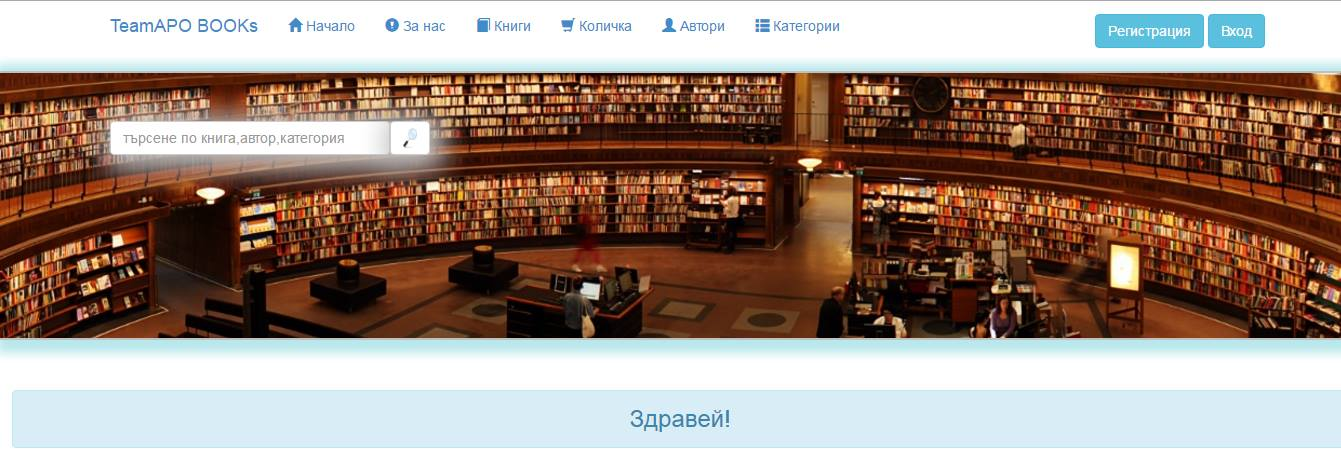 TeamAPO BOOKs Начало За нас Книги Количка Автори Категории Регистрация Вход
търсене по книга,автор,категория
Здравей!